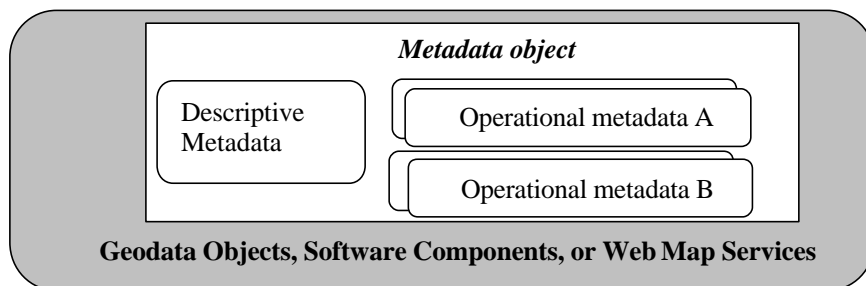 Metadata object
Descriptive
Metadata
Operational metadata A
Operational metadata B
Geodata Objects, Software Components, or Web Map Services